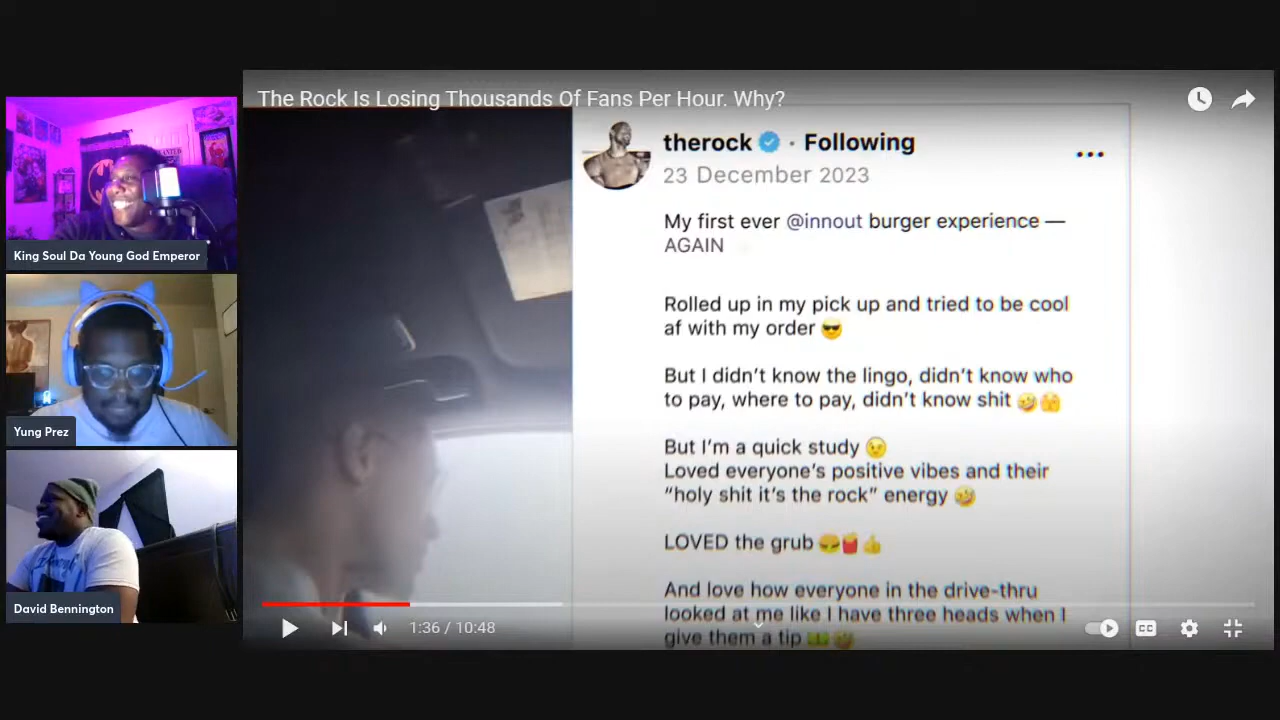 The Rock Is Losing Thousands Of Fans Per Hour. Why?
therock · Following
23 December 2023
My first ever @innout burger experience —
AGAIN
Rolled up in my pick up and tried to be cool
af with my order 😎
But I didn’t know the lingo, didn’t know who
to pay, where to pay, didn’t know shit 🤣🫣
But I’m a quick study 😉
Loved everyone’s positive vibes and their
“holy shit it’s the rock” energy 🤣
LOVED the grub 🍔🍟👍
And love how everyone in the drive-thru
looked at me like I have three heads when I
give them a tip 💵🤣
1:36 / 10:48
CC
King Soul Da Young God Emperor
Yung Prez
David Bennington